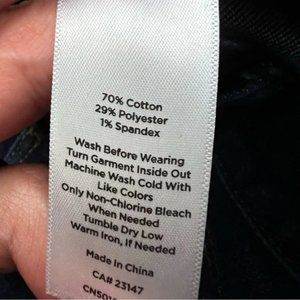 70% Cotton
29% Polyester
1% Spandex
Wash Before Wearing
Turn Garment Inside Out
Machine Wash Cold With
Like Colors
Only Non-Chlorine Bleach
When Needed
Tumble Dry Low
Warm Iron, If Needed
Made in China
CA# 23147